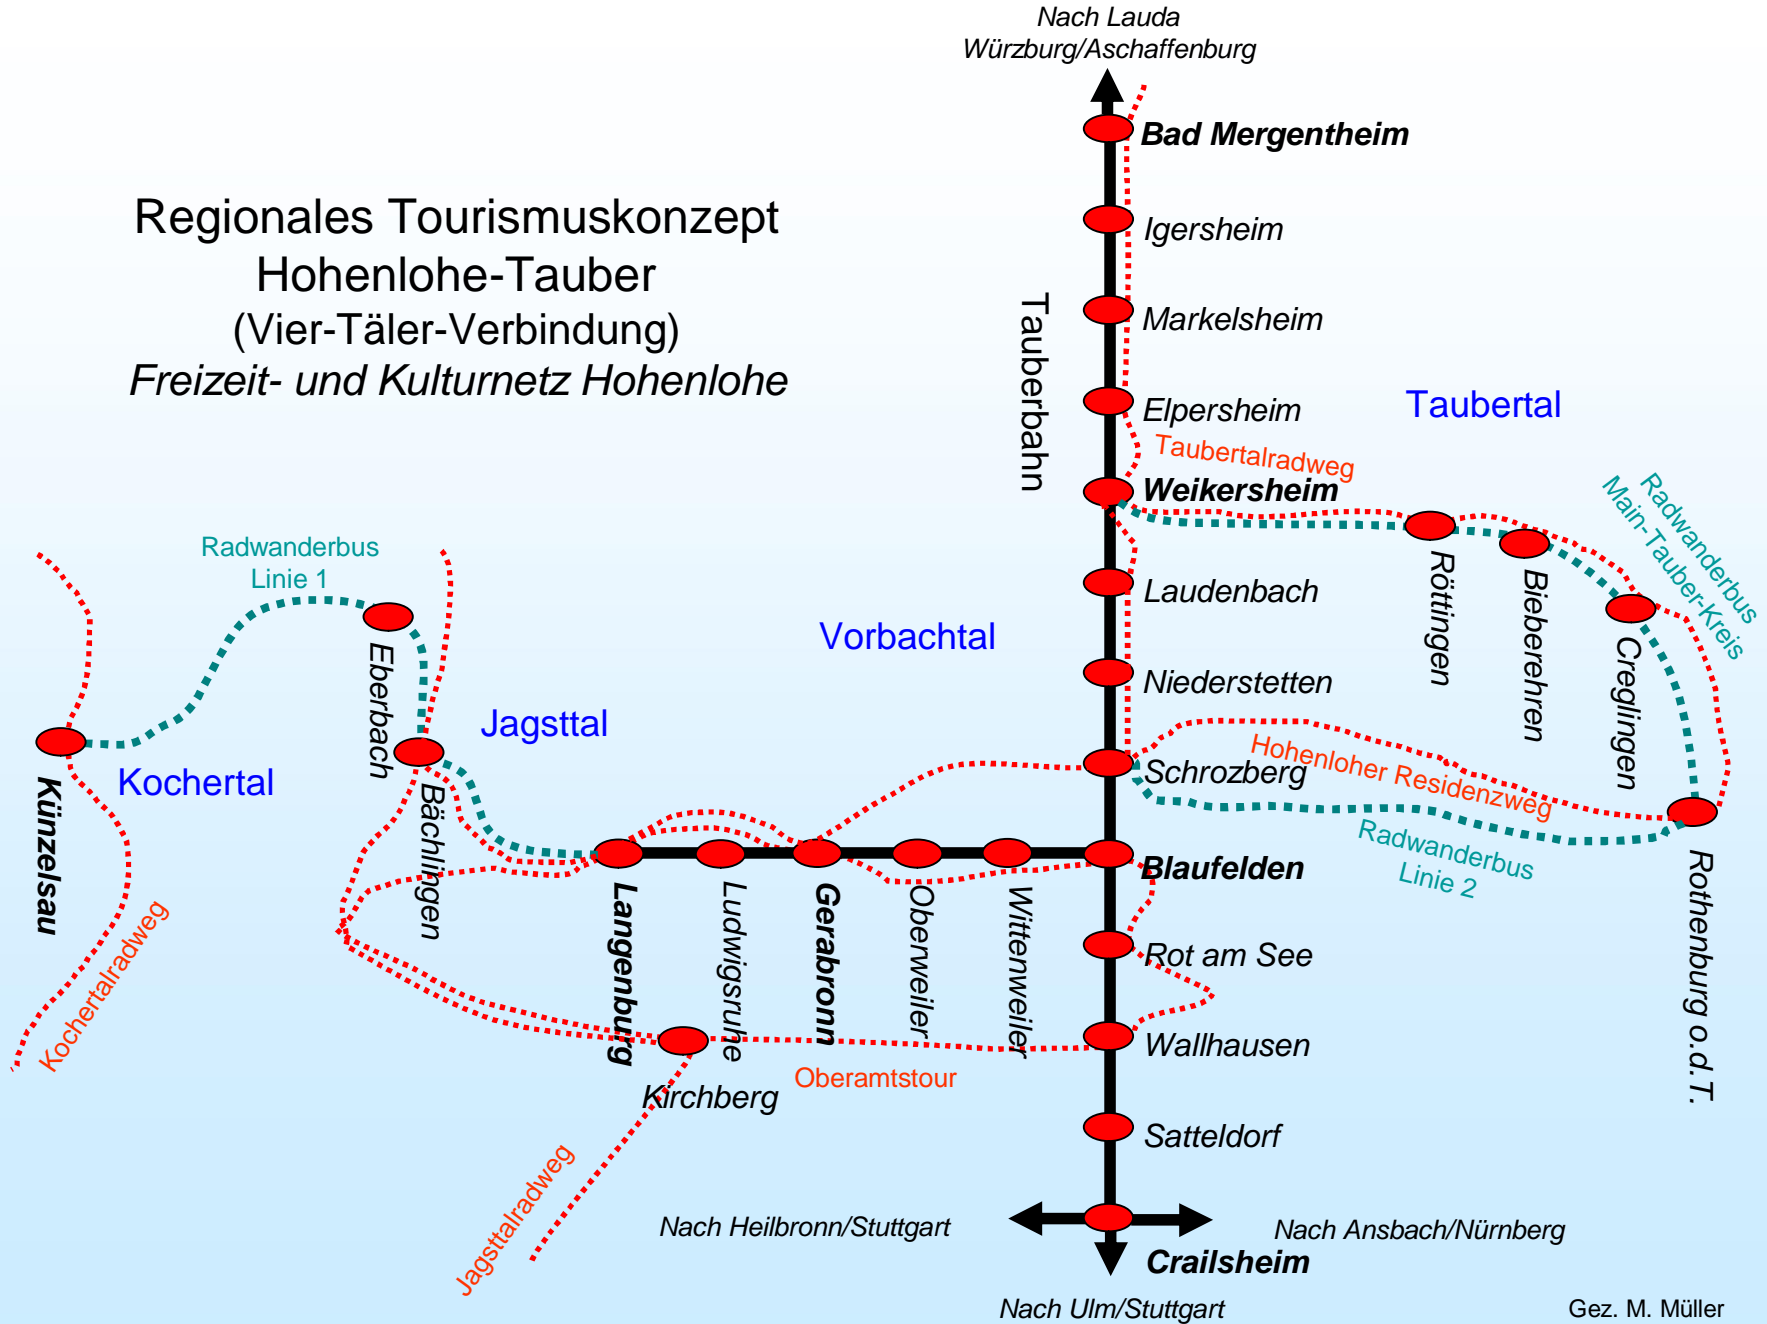 Nach Lauda
Würzburg/Aschaffenburg
Bad Mergentheim
Regionales Tourismuskonzept
Hohenlohe-Tauber
(Vier-Täler-Verbindung)
Freizeit- und Kulturnetz Hohenlohe
Igersheim
Markelsheim
Tauberbahn
Elpersheim
Taubertal
Taubertalradweg
Weikersheim
Radwanderbus
Main-Tauber-Kreis
Röttingen
Bieberehren
Creglingen
Radwanderbus
Linie 1
Laudenbach
Vorbachtal
Eberbach
Niederstetten
Jagsttal
Kochertal
Künzelsau
Bächlingen
Schrozberg
Hohenloher Residenzweg
Radwanderbus
Linie 2
Rothenburg o.d.T.
Blaufelden
Langenburg
Ludwigsruhe
Gerabronn
Oberweiler
Wittenweiler
Kochertalradweg
Rot am See
Wallhausen
Oberamtstour
Kirchberg
Satteldorf
Jagsttalradweg
Nach Heilbronn/Stuttgart
Nach Ansbach/Nürnberg
Crailsheim
Nach Ulm/Stuttgart
Gez. M. Müller